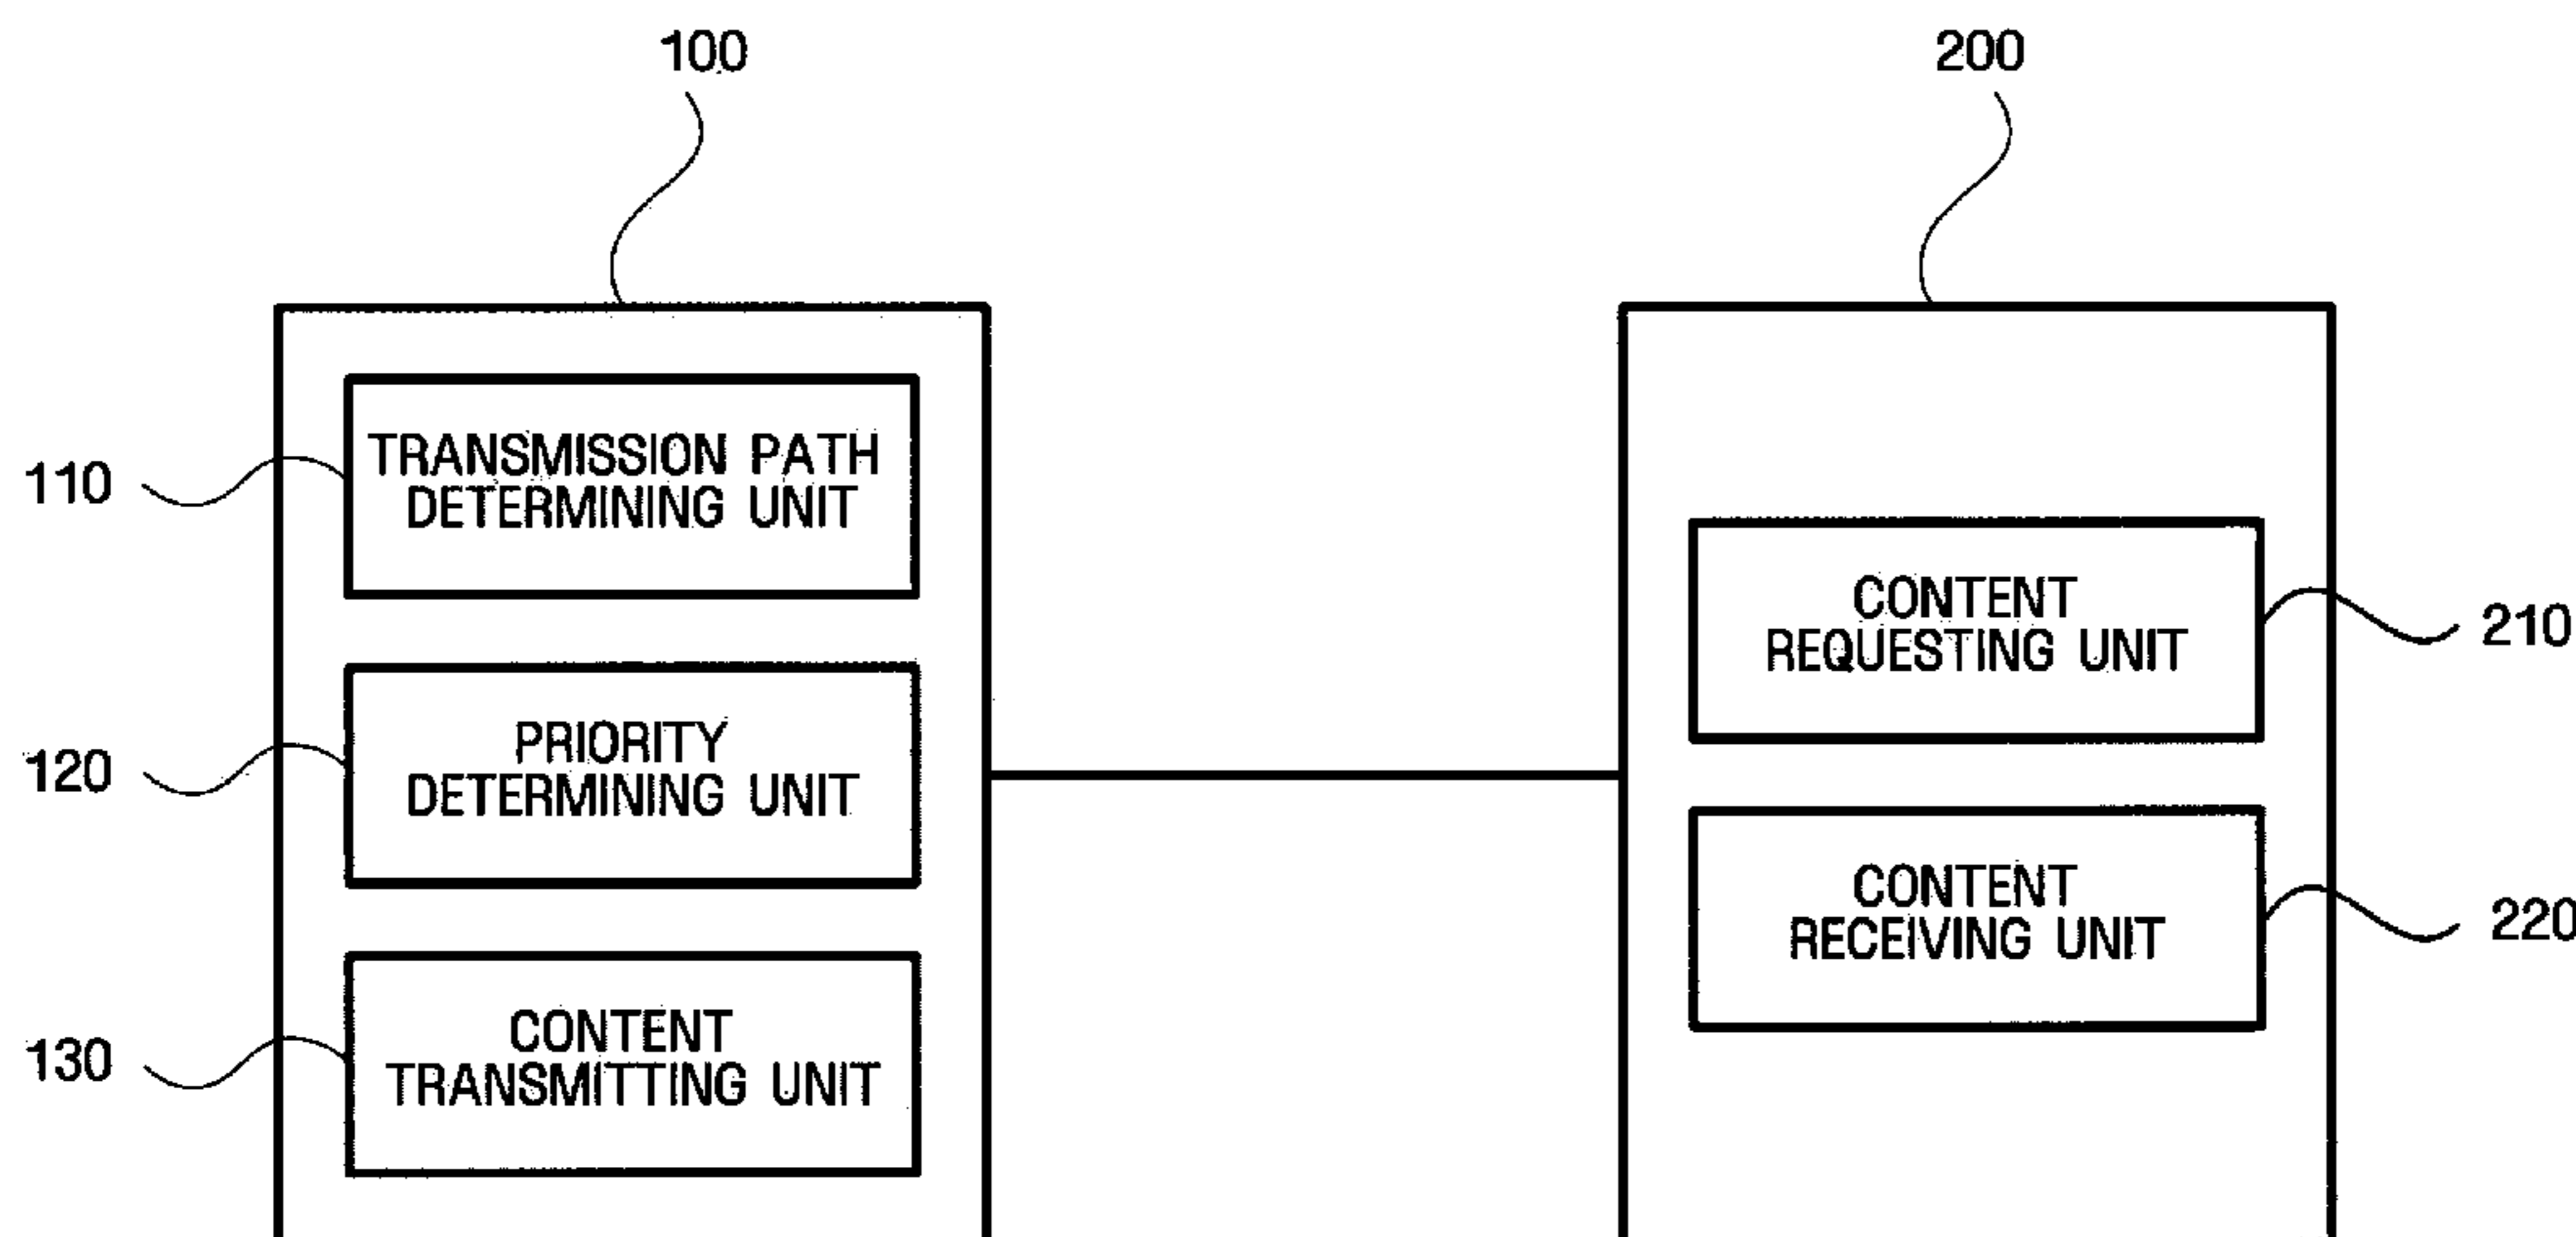 100
200
110
TRANSMISSION PATH
DETERMINING UNIT
120
PRIORITY
DETERMINING UNIT
130
CONTENT
TRANSMITTING UNIT
CONTENT
REQUESTING UNIT
210
CONTENT
RECEIVING UNIT
220